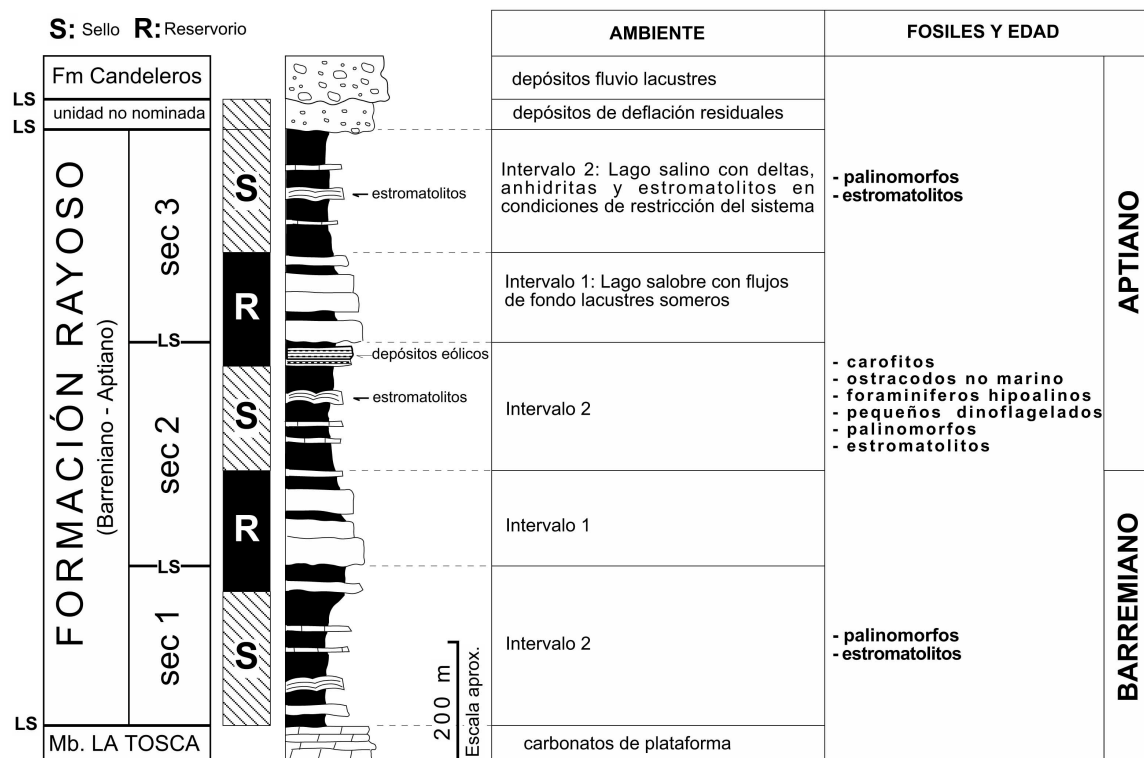 S: Sello R: Reservorio
AMBIENTE
FOSILES Y EDAD
Fm Candeleros
depósitos fluvio lacustres
LS
unidad no nominada
depósitos de deflación residuales
LS
FORMACIÓN RAYOSO
(Barreniano - Aptiano)
sec 3
S
estromatolitos
Intervalo 2: Lago salino con deltas,
anhidritas y estromatolitos en
condiciones de restricción del sistema
- palinomorfos
- estromatolitos
APTIANO
R
Intervalo 1: Lago salobre con flujos
de fondo lacustres someros
LS
depósitos eólicos
sec 2
S
estromatolitos
Intervalo 2
- carofitos
- ostracodos no marino
- foraminiferos hipoalinos
- pequeños dinoflagelados
- palinomorfos
- estromatolitos
R
Intervalo 1
BARREMIANO
LS
sec 1
S
Intervalo 2
- palinomorfos
- estromatolitos
200 m
Escala aprox.
LS
Mb. LA TOSCA
carbonatos de plataforma